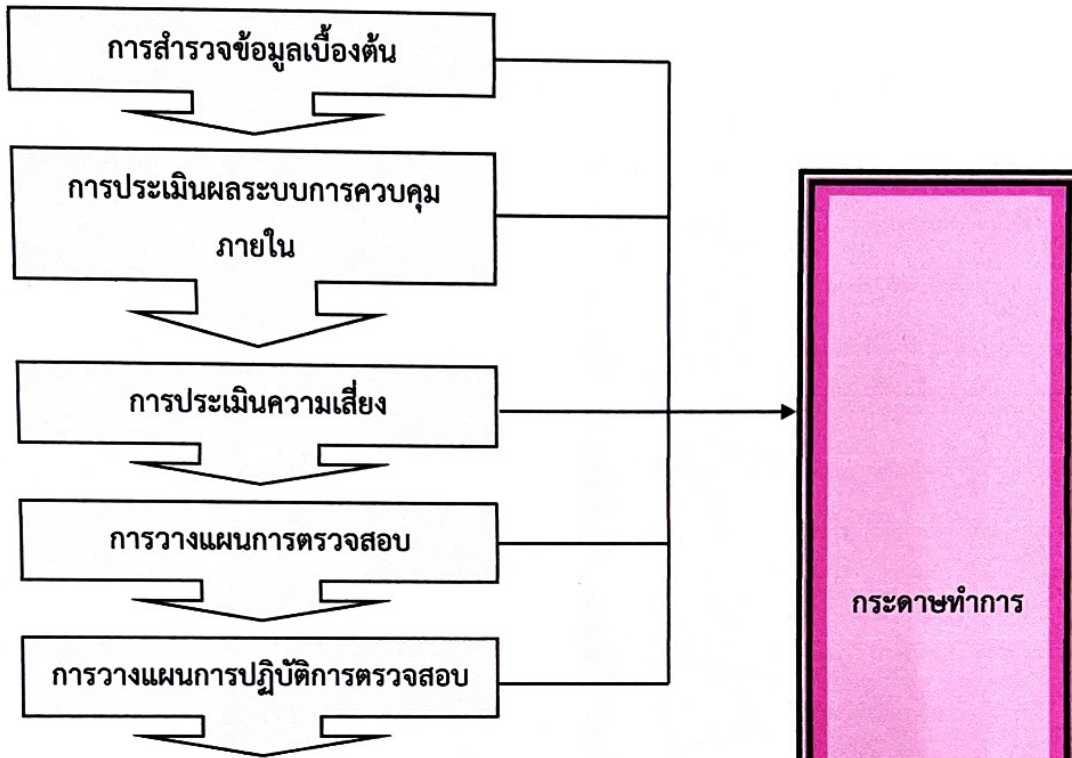 การสำรวจข้อมูลเบื้องต้น
การประเมินผลระบบการควบคุม
ภายใน
การประเมินความเสี่ยง
การวางแผนการตรวจสอบ
การวางแผนการปฏิบัติการตรวจสอบ
กระดาษทำการ